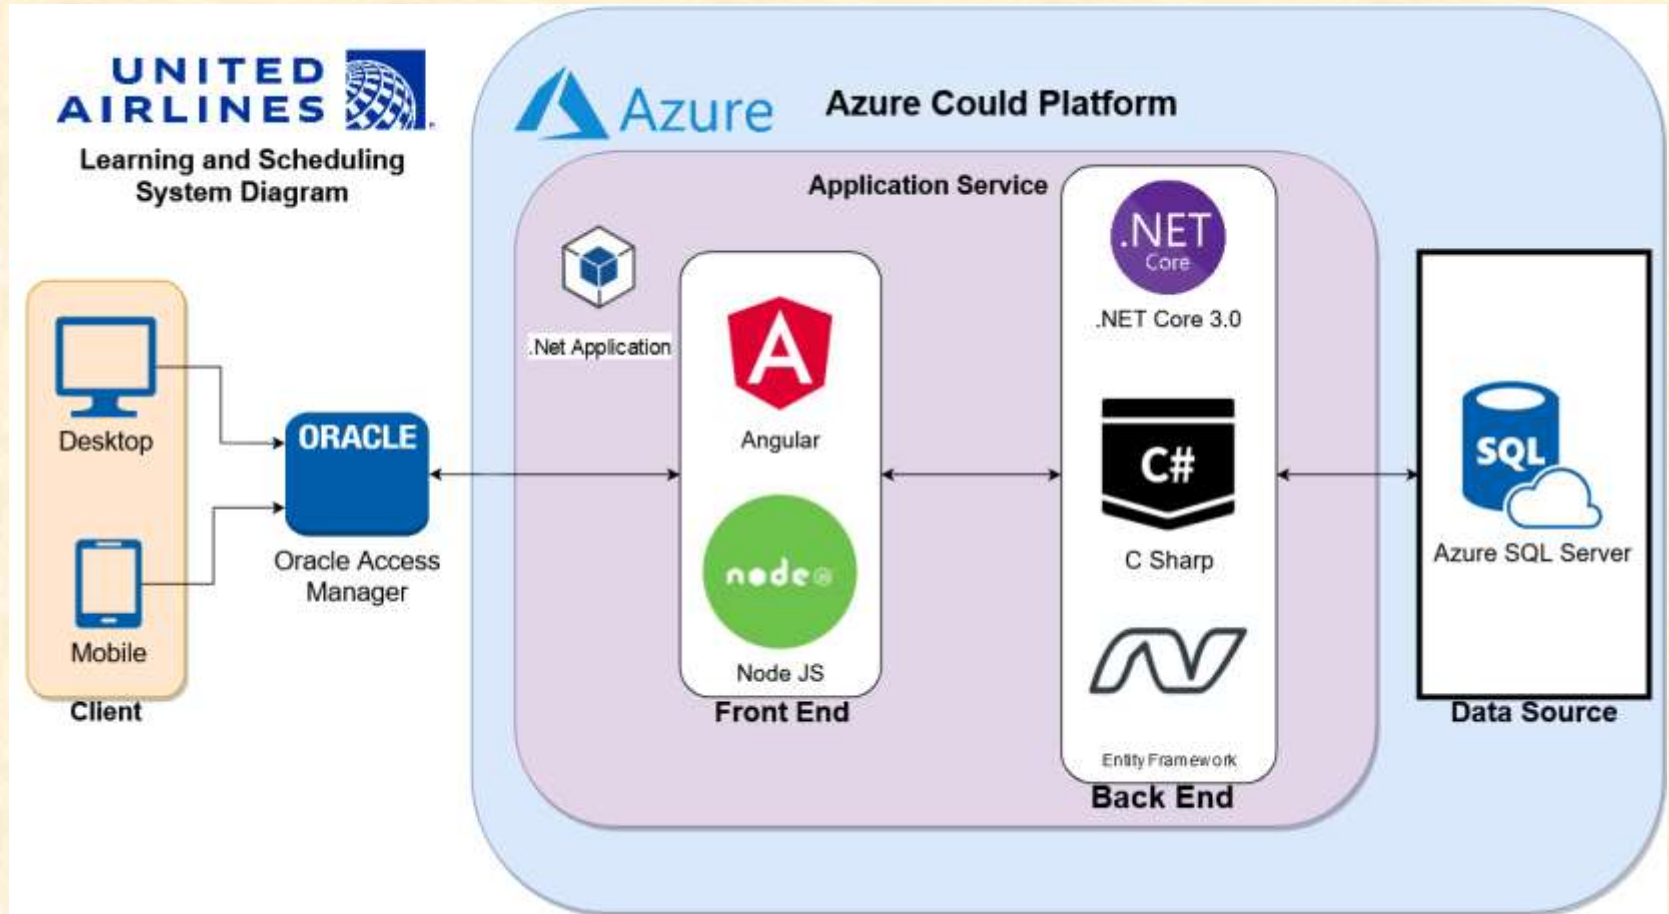 UNITED
AIRLINES
Learning and Scheduling
System Diagram
Azure
Azure Could Platform
Application Service
.Net Application
Desktop
Mobile
Client
ORACLE
Oracle Access
Manager
Angular
node
JS
Node JS
Front End
.NET
Core
.NET Core 3.0
C#
C Sharp
Entity Framework
Back End
SQL
Azure SQL Server
Data Source